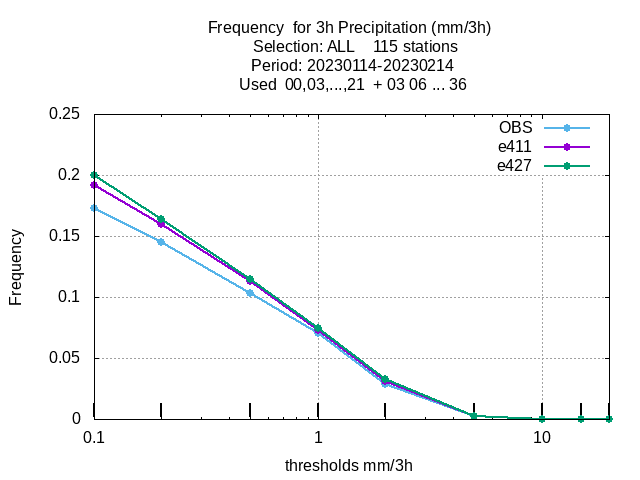 Frequency  for 3h Precipitation (mm/3h)
Selection: ALL    115 stations
Period: 20230114-20230214
Used  00,03,...,21  + 03 06 ... 36
OBS
e411
e427
0.25
0.2
0.15
0.1
0.05
0
Frequency
0.1
1
10
thresholds mm/3h